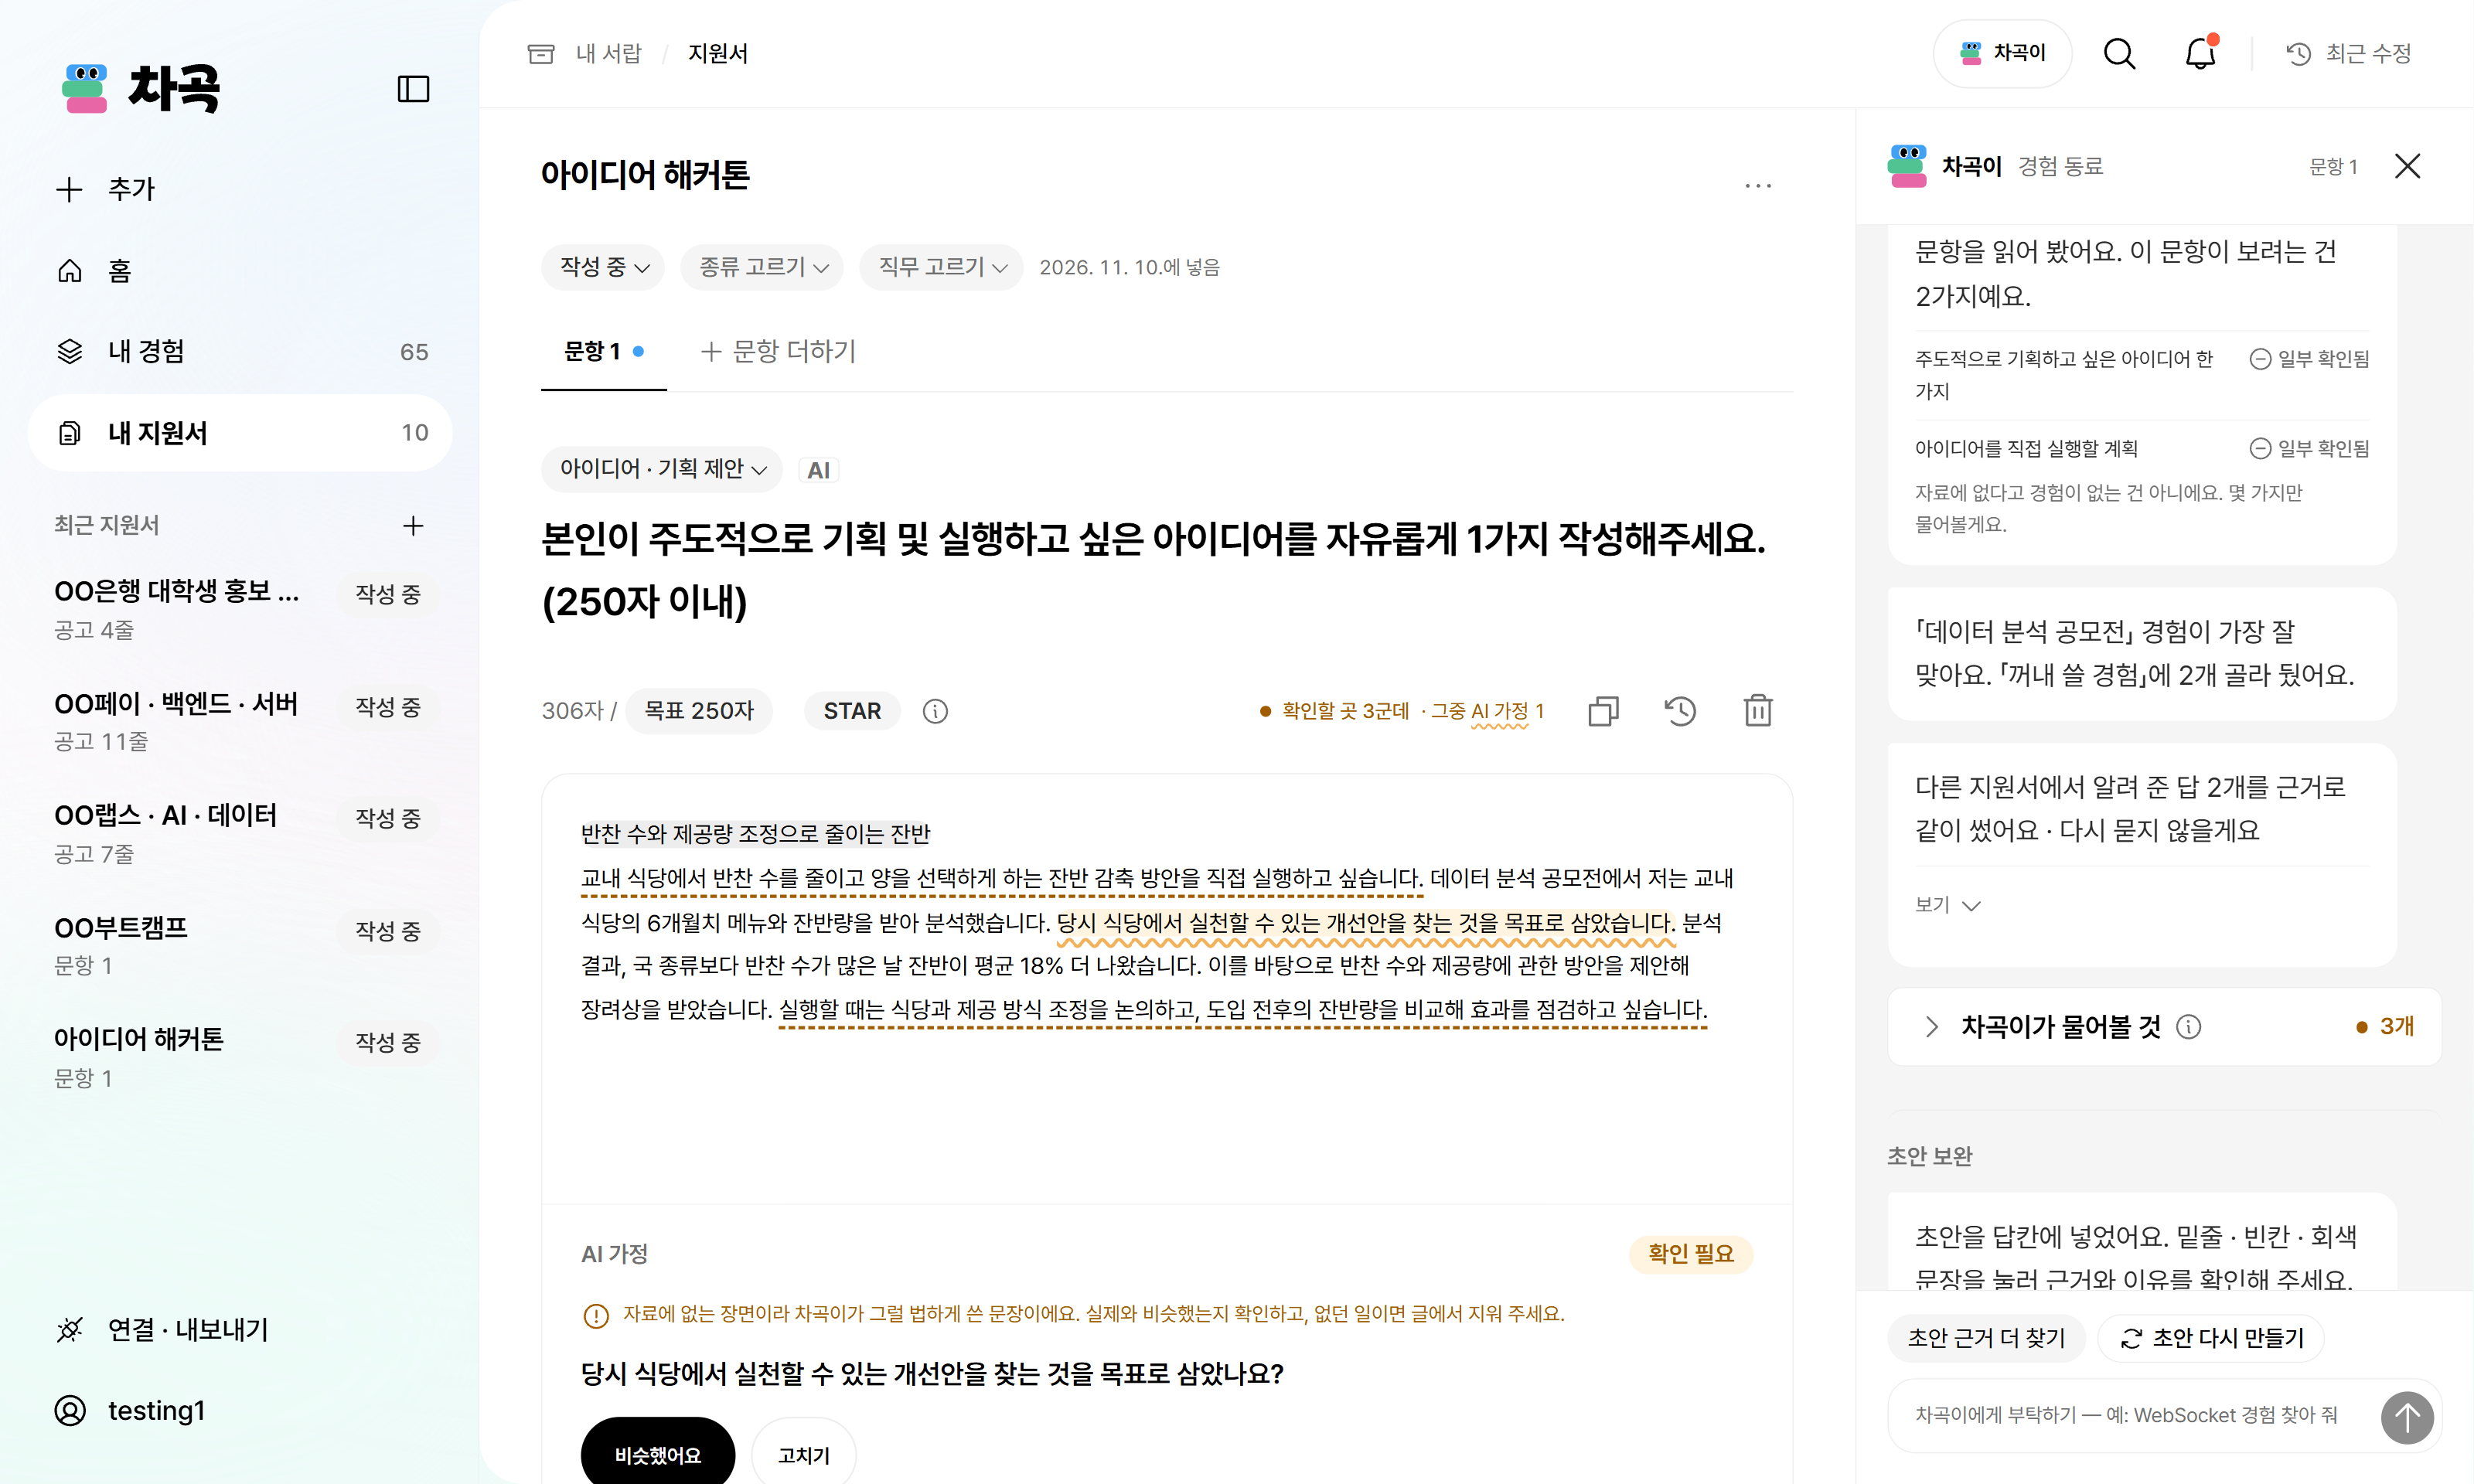 차곡
추가
홈
내 경험 65
내 지원서 10
최근 지원서
OO은행 대학생 홍보 ... 작성 중
공고 4줄
OO페이 · 백엔드 · 서버 작성 중
공고 11줄
OO랩스 · AI · 데이터 작성 중
공고 7줄
OO부트캠프 작성 중
문항 1
아이디어 해커톤 작성 중
문항 1
연결 · 내보내기
testing1
내 서랍 / 지원서
차곡이
최근 수정
아이디어 해커톤
작성 중 종류 고르기 직무 고르기 2026. 11. 10.에 넣음
문항 1 문항 더하기
아이디어 · 기획 제안 AI
본인이 주도적으로 기획 및 실행하고 싶은 아이디어를 자유롭게 1가지 작성해주세요.
(250자 이내)
306자 / 목표 250자 STAR
확인할 곳 3군데 · 그중 AI 가정 1
반찬 수와 제공량 조정으로 줄이는 잔반
교내 식당에서 반찬 수를 줄이고 양을 선택하게 하는 잔반 감축 방안을 직접 실행하고 싶습니다. 데이터 분석 공모전에서 저는 교내
식당의 6개월치 메뉴와 잔반량을 받아 분석했습니다. 당시 식당에서 실천할 수 있는 개선안을 찾는 것을 목표로 삼았습니다. 분석
결과, 국 종류보다 반찬 수가 많은 날 잔반이 평균 18% 더 나왔습니다. 이를 바탕으로 반찬 수와 제공량에 관한 방안을 제안해
장려상을 받았습니다. 실행할 때는 식당과 제공 방식 조정을 논의하고, 도입 전후의 잔반량을 비교해 효과를 점검하고 싶습니다.
AI 가정 확인 필요
자료에 없는 장면이라 차곡이가 그럴 법하게 쓴 문장이에요. 실제와 비슷했는지 확인하고, 없던 일이면 글에서 지워 주세요.
당시 식당에서 실천할 수 있는 개선안을 찾는 것을 목표로 삼았나요?
비슷했어요 고치기
차곡이 경험 동료 문항 1
문항을 읽어 봤어요. 이 문항이 보려는 건
2가지예요.
주도적으로 기획하고 싶은 아이디어 한 일부 확인됨
가지
아이디어를 직접 실행할 계획 일부 확인됨
자료에 없다고 경험이 없는 건 아니에요. 몇 가지만
물어볼게요.
「데이터 분석 공모전」 경험이 가장 잘
맞아요. 「꺼내 쓸 경험」에 2개 골라 뒀어요.
다른 지원서에서 알려 준 답 2개를 근거로
같이 썼어요 · 다시 묻지 않을게요
보기
차곡이가 물어볼 것 3개
초안 보완
초안을 답칸에 넣었어요. 밑줄 · 빈칸 · 회색
문장을 눌러 근거와 이유를 확인해 주세요.
초안 근거 더 찾기 초안 다시 만들기
차곡이에게 부탁하기 — 예: WebSocket 경험 찾아 줘